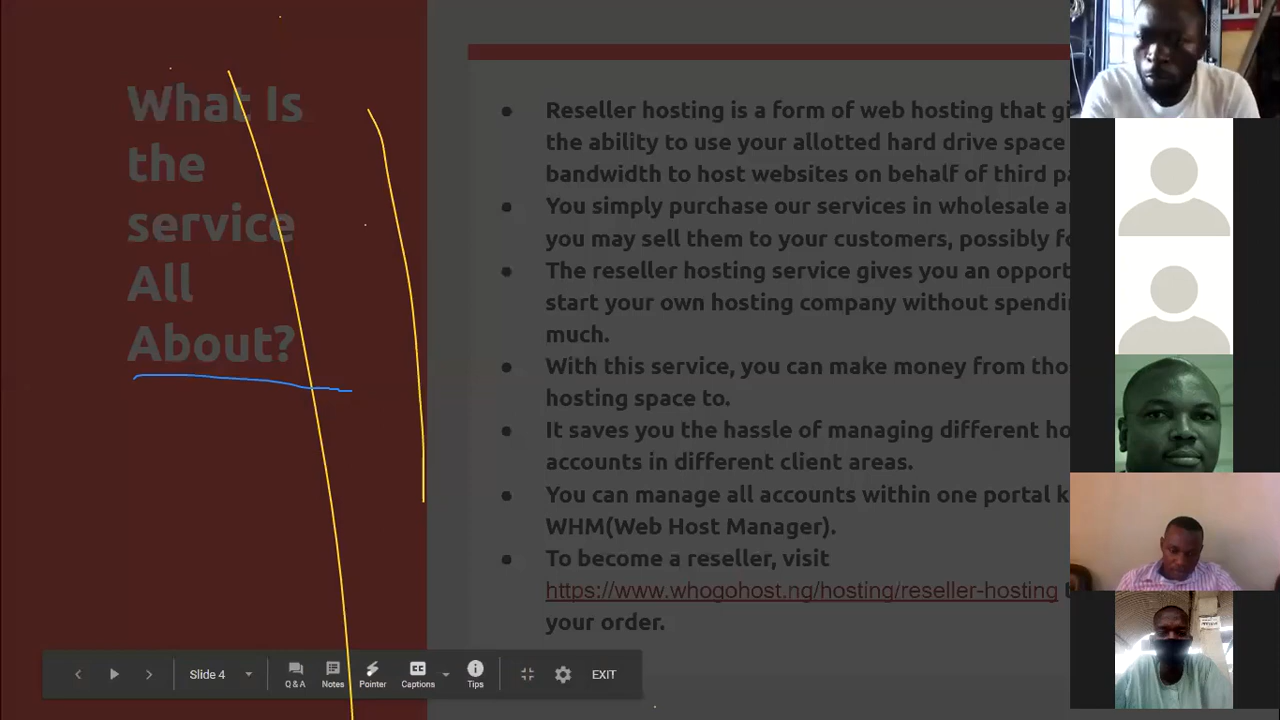 What Is
the
service
All
About?
● Reseller hosting is a form of web hosting that gi
the ability to use your allotted hard drive space
bandwidth to host websites on behalf of third pa
● You simply purchase our services in wholesale a
you may sell them to your customers, possibly fo
● The reseller hosting service gives you an opport
start your own hosting company without spendin
much.
● With this service, you can make money from tho
hosting space to.
● It saves you the hassle of managing different ho
accounts in different client areas.
● You can manage all accounts within one portal k
WHM(Web Host Manager).
● To become a reseller, visit
https://www.whogohost.ng/hosting/reseller-hosting t
your order.
Slide 4
Q & A
Notes
Pointer
CC
Captions
Tips
EXIT